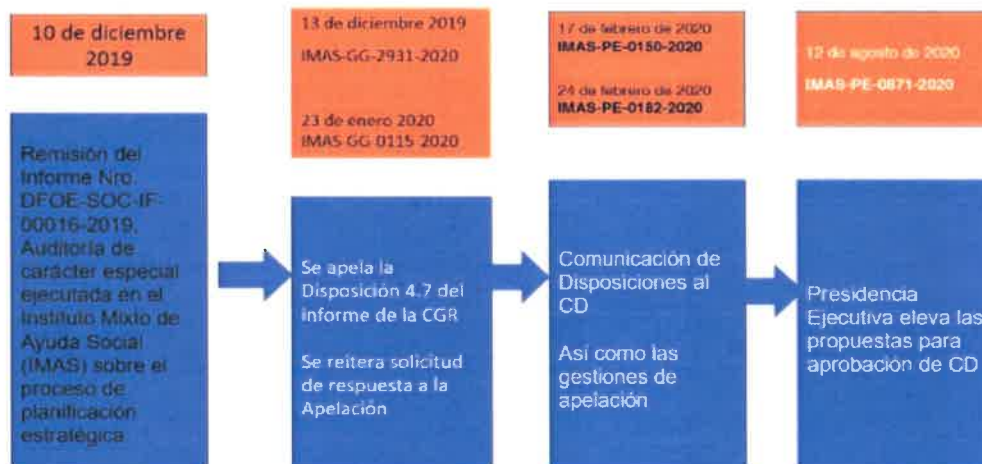 10 de diciembre
2019
Remisión del
Informe Nro.
DFOE-SOC-IF-
00016-2019,
Auditoría de
carácter especial
ejecutada en el
Instituto Mixto de
Ayuda Social
(IMAS) sobre el
proceso de
planificación
estratégica
13 de diciembre 2019
IMAS-GG-2931-2020
23 de enero 2020
IMAS-GG-0115-2020
Se apela la
Disposición 4.7 del
informe de la CGR
Se reitera solicitud
de respuesta a la
Apelación
17 de febrero de 2020
IMAS-PE-0150-2020
24 de febrero de 2020
IMAS-PE-0182-2020
Comunicación de
Disposiciones al
CD
Así como las
gestiones de
apelación
12 de agosto de 2020
IMAS-PE-0871-2020
Presidencia
Ejecutiva eleva las
propuestas para
aprobación de CD